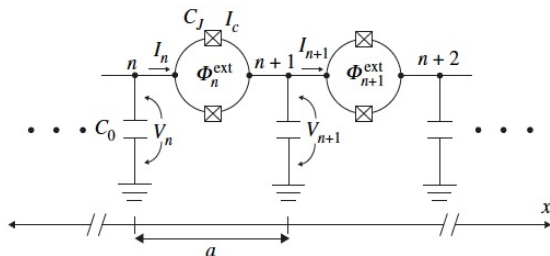 C_J I_c
n I_n Φ_n^ext n + 1 I_{n+1} Φ_{n+1}^ext n + 2
C_0 V_n V_{n+1}
x
a